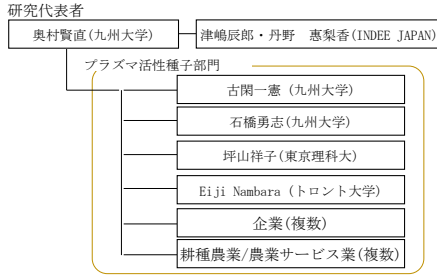 研究代表者
奥村賢直(九州大学)
津嶋辰郎・丹野　惠梨香(INDEE JAPAN)
プラズマ活性種子部門
古閑一憲（九州大学）
石橋勇志(九州大学)
坪山祥子(東京理科大)
Eiji Nambara（トロント大学）
企業(複数)
耕種農業/農業サービス業(複数)